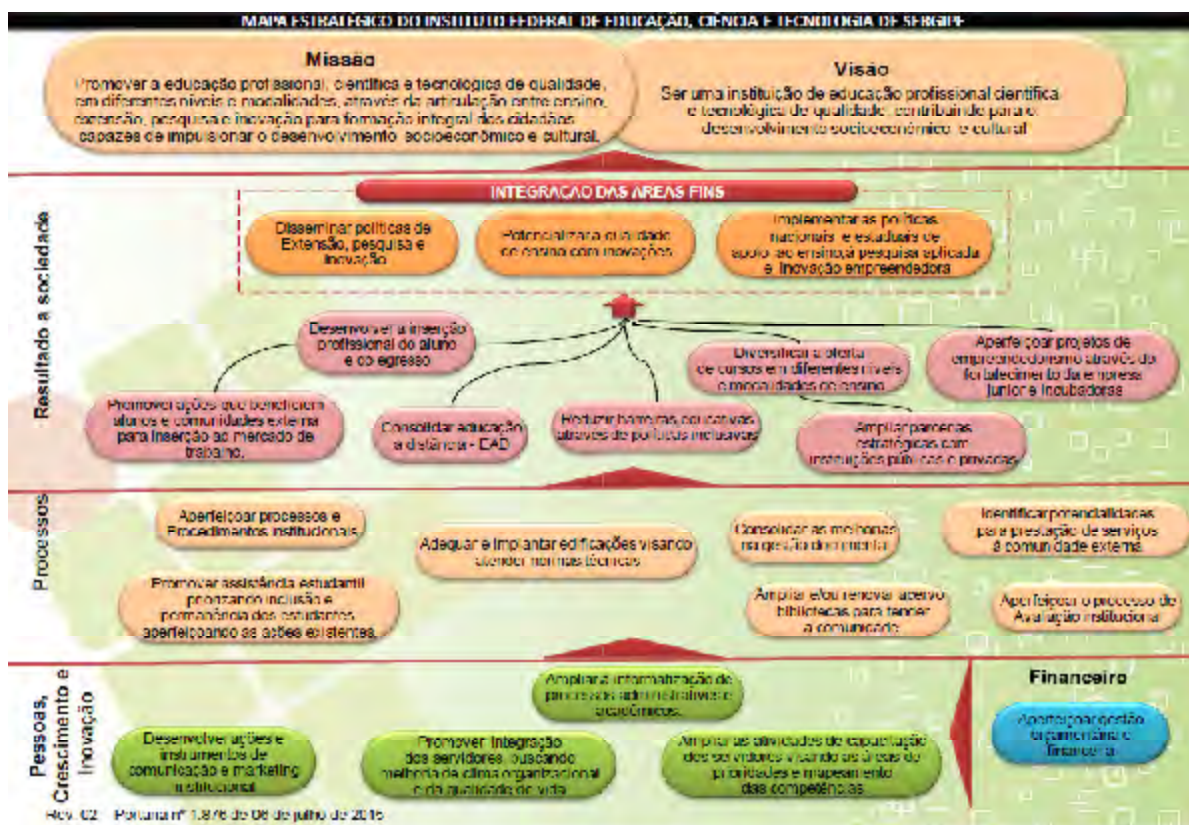 MAPA ESTRATÉGICO DO INSTITUTO FEDERAL DE EDUCAÇÃO, CIÊNCIA E TECNOLOGIA DE SERGIPE
Missão
Promover a educação profissional, científica e tecnológica de qualidade,
em diferentes níveis e modalidades, através da articulação entre ensino,
extensão, pesquisa e inovação para formação integral dos cidadãos
capazes de impulsionar o desenvolvimento socioeconômico e cultural.
Visão
Ser uma instituição de educação profissional científica
e tecnológica de qualidade, contribuindo para o
desenvolvimento socioeconômico e cultural
Resultado a sociedade
INTEGRAÇÃO DAS ÁREAS FINS
Disseminar políticas de
Extensão, pesquisa e
Inovação
Potencializar a qualidade
de ensino com inovações
Implementar as políticas
nacionais e estaduais de
apoio ao ensino, à pesquisa aplicada
e Inovação empreendedora
Desenvolver a inserção
profissional do aluno
e do egresso
Diversificar a oferta
de cursos em diferentes níveis
e modalidades de ensino
Aperfeiçoar projetos de
empreendedorismo através do
fortalecimento da empresa
junior e incubadoras
Promover ações que beneficiem
alunos e comunidades externa
para inserção ao mercado de
trabalho.
Consolidar educação
a distância - EAD
Reduzir barreiras educativas
através de políticas inclusivas
Ampliar parcerias
estratégicas com
instituições públicas e privadas
Processos
Aperfeiçoar processos e
Procedimentos institucionais
Adequar e implantar edificações visando
atender normas técnicas
Consolidar as melhorias
na gestão documental
Identificar potencialidades
para prestação de serviços
à comunidade externa
Promover assistência estudantil
priorizando inclusão e
permanência dos estudantes
aperfeiçoando as ações existentes.
Ampliar e/ou renovar acervo
bibliotecas para tender
a comunidade
Aperfeiçoar o processo de
Avaliação institucional
Pessoas,
Crescimento e
Inovação
Ampliar a informatização de
processos administrativos e
acadêmicos.
Desenvolver ações e
instrumentos de
comunicação e marketing
institucional
Promover Integração
dos servidores, buscando
melhoria do clima organizacional
e da qualidade de vida
Ampliar as atividades de capacitação
dos servidores visando as áreas de
prioridades e mapeamento
das competências
Financeiro
Aperfeiçoar gestão
orçamentária e
financeira
Rev. 02 Portaria nº 1.876 de 06 de julho de 2015